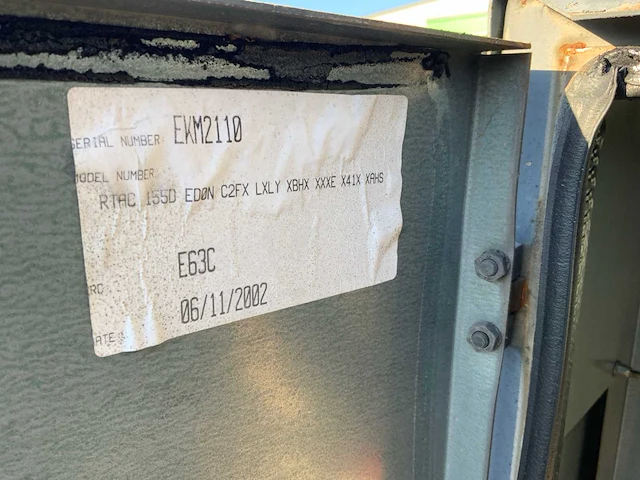 SERIAL NUMBER: EKM2110
MODEL NUMBER:
RTAC 155D ED0N C2FX LXLY XBHX XXXE X41X XAHS
E63C
06/11/2002